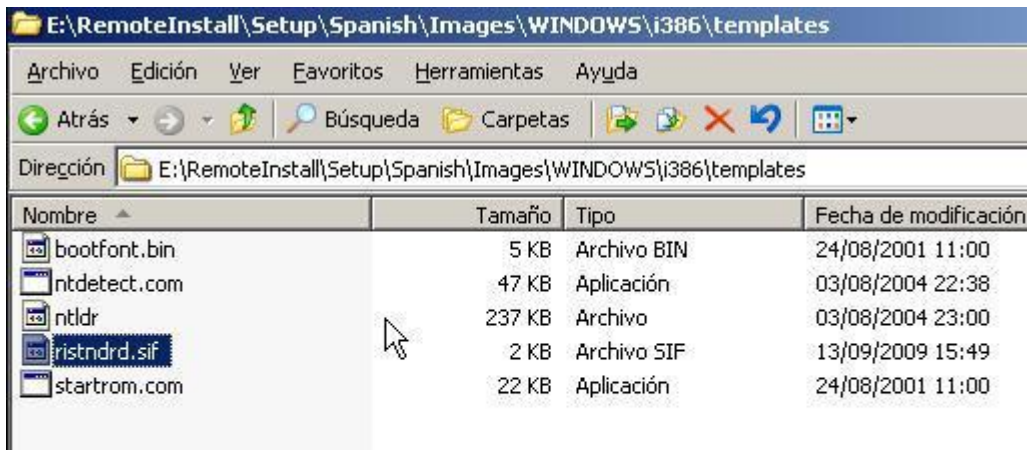 E:\RemoteInstall\Setup\Spanish\Images\WINDOWS\i386\templates
Archivo Edición Ver Favoritos Herramientas Ayuda
Atrás Búsqueda Carpetas
Dirección E:\RemoteInstall\Setup\Spanish\Images\WINDOWS\i386\templates
Nombre Tamaño Tipo Fecha de modificación
bootfont.bin 5 KB Archivo BIN 24/08/2001 11:00
ntdetect.com 47 KB Aplicación 03/08/2004 22:38
ntldr 237 KB Archivo 03/08/2004 23:00
ristndrd.sif 2 KB Archivo SIF 13/09/2009 15:49
startrom.com 22 KB Aplicación 24/08/2001 11:00